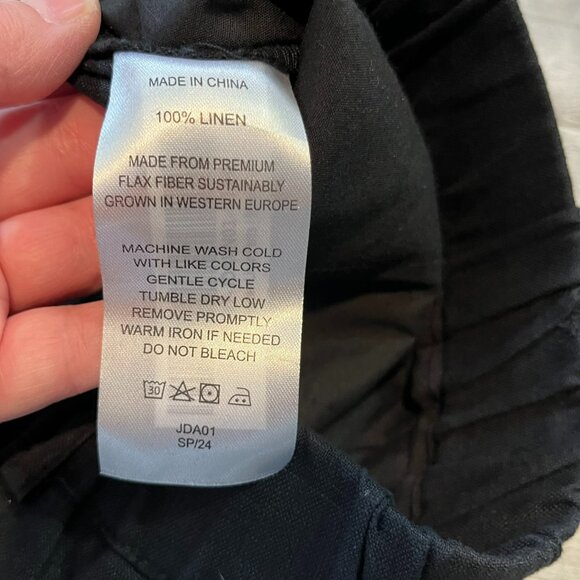 MADE IN CHINA
100% LINEN
MADE FROM PREMIUM
FLAX FIBER SUSTAINABLY
GROWN IN WESTERN EUROPE
MACHINE WASH COLD
WITH LIKE COLORS
GENTLE CYCLE
TUMBLE DRY LOW
REMOVE PROMPTLY
WARM IRON IF NEEDED
DO NOT BLEACH
30
JDA01
SP/24